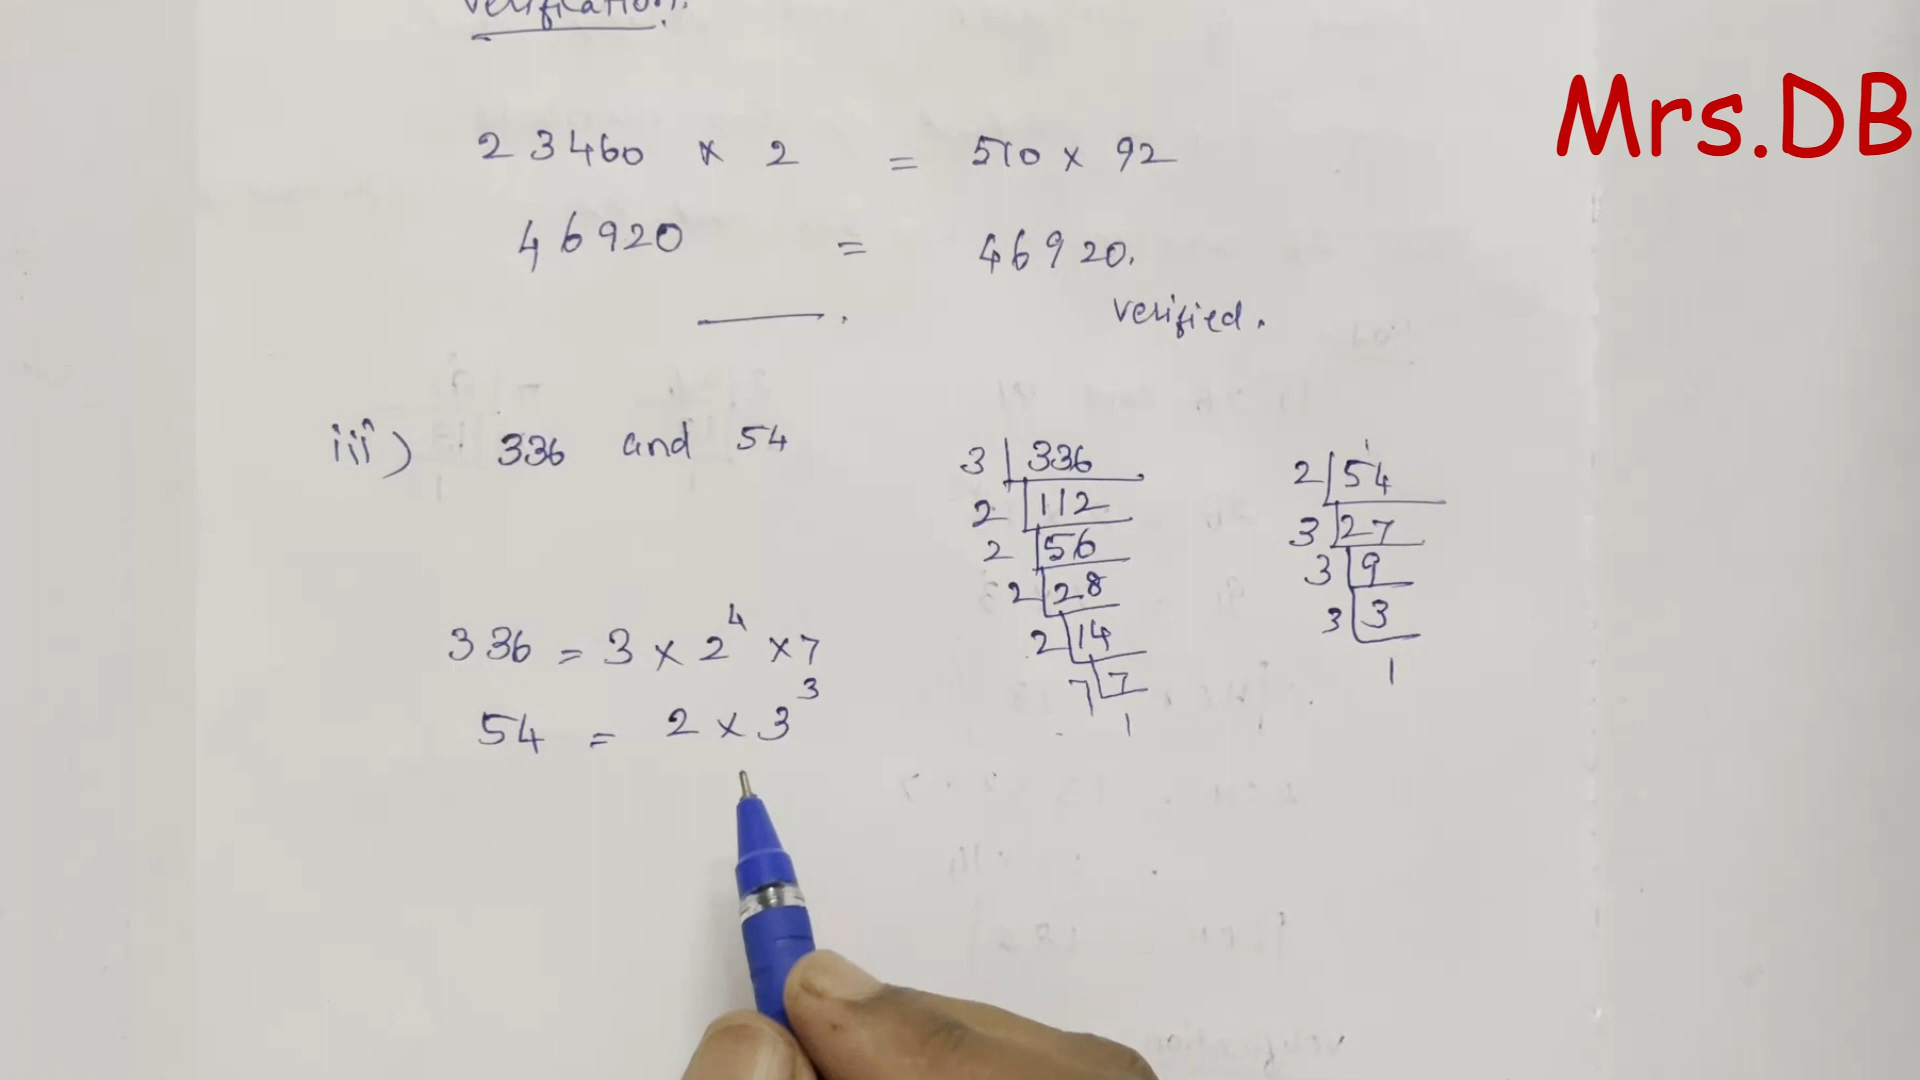 verification.
Mrs.DB
23460 × 2 = 510 × 92
46920 = 46920.
verified.
iii) 336 and 54
3 | 336
2 | 112
2 | 56
2 | 28
2 | 14
7 | 7
1
2 | 54
3 | 27
3 | 9
3 | 3
1
336 = 3 × 2⁴ × 7
54 = 2 × 3³